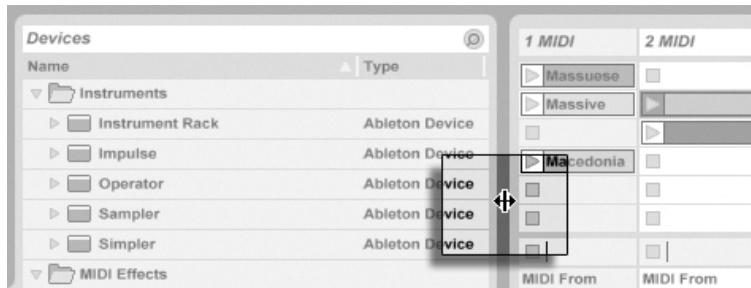 Devices
Name Type
Instruments
Instrument Rack Ableton Device
Impulse Ableton Device
Operator Ableton Device
Sampler Ableton Device
Simpler Ableton Device
MIDI Effects
1 MIDI 2 MIDI
Massuese
Massive
Macedonia
MIDI From MIDI From